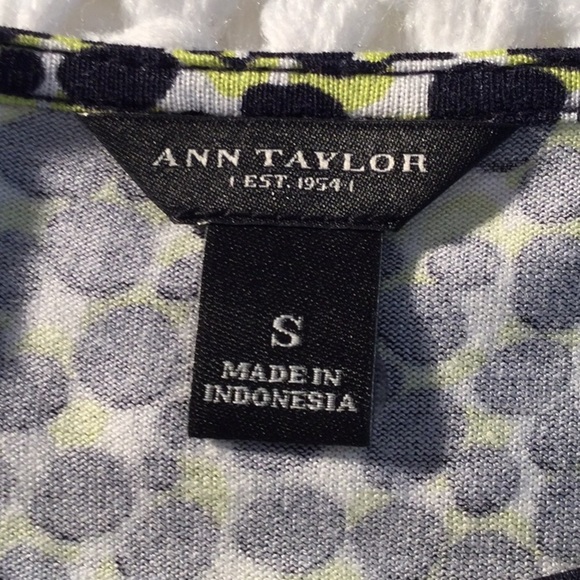 ANN TAYLOR
EST. 1954
S
MADE IN
INDONESIA